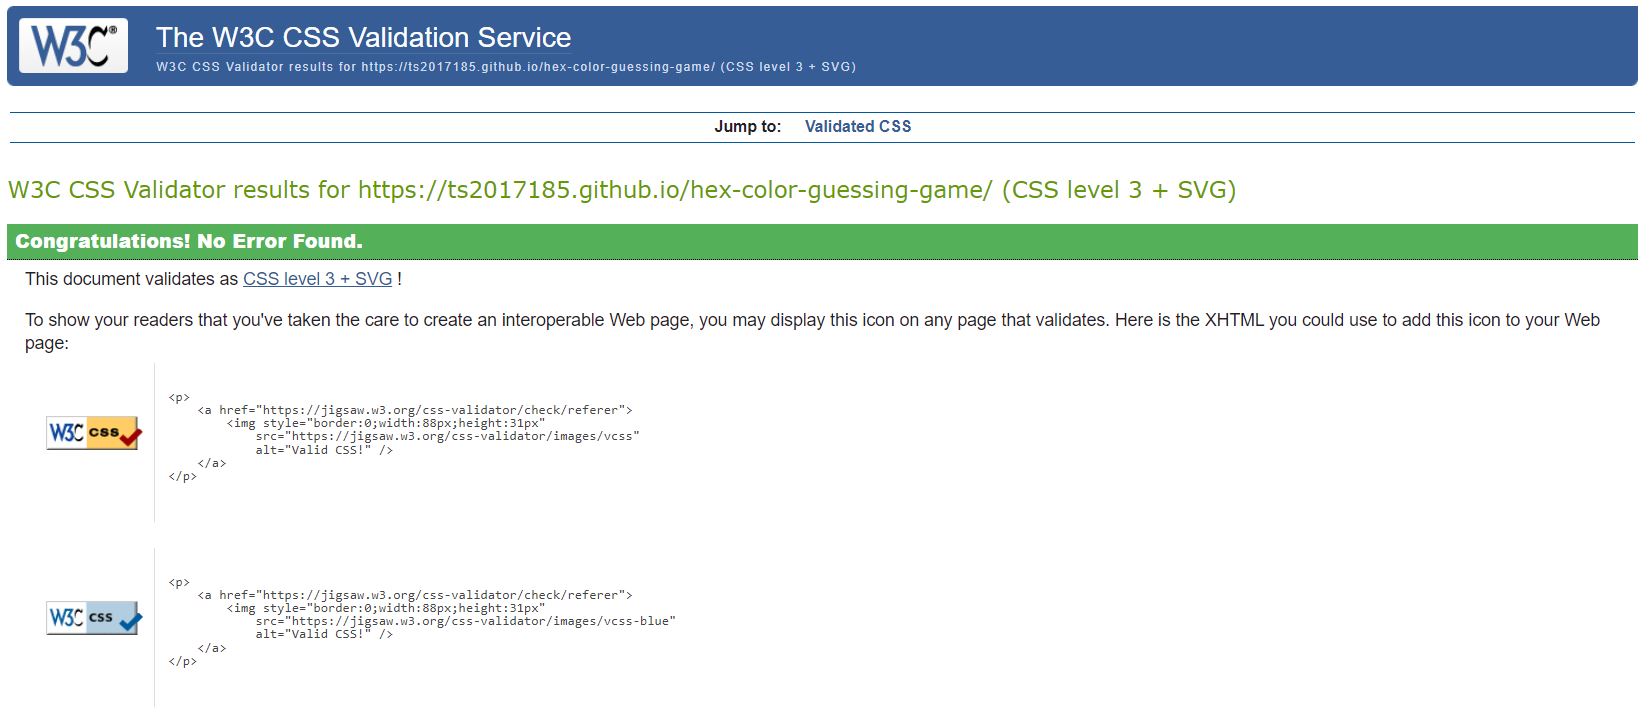 W3C®
The W3C CSS Validation Service
W3C CSS Validator results for https://ts2017185.github.io/hex-color-guessing-game/ (CSS level 3 + SVG)
Jump to: Validated CSS
W3C CSS Validator results for https://ts2017185.github.io/hex-color-guessing-game/ (CSS level 3 + SVG)
Congratulations! No Error Found.
This document validates as CSS level 3 + SVG !
To show your readers that you've taken the care to create an interoperable Web page, you may display this icon on any page that validates. Here is the XHTML you could use to add this icon to your Web
page:
W3C css
<p>
    <a href="https://jigsaw.w3.org/css-validator/check/referer">
        <img style="border:0;width:88px;height:31px"
            src="https://jigsaw.w3.org/css-validator/images/vcss"
            alt="Valid CSS!" />
    </a>
</p>
W3C css
<p>
    <a href="https://jigsaw.w3.org/css-validator/check/referer">
        <img style="border:0;width:88px;height:31px"
            src="https://jigsaw.w3.org/css-validator/images/vcss-blue"
            alt="Valid CSS!" />
    </a>
</p>